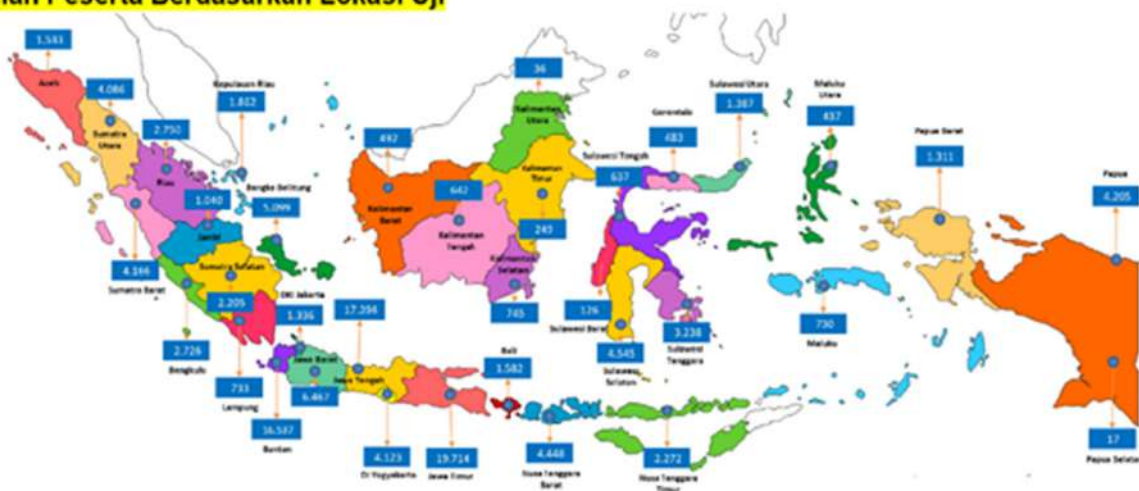 Peserta Berdasarkan Lokasi Uji
Aceh
4.086
Sumatra
Utara
Kepulauan Riau
1.802
2.750
Riau
Bangka Belitung
1.040
5.099
Jambi
4.166
Sumatra Barat
Sumatra Selatan
2.205
2.726
Bengkulu
733
Lampung
DKI Jakarta
1.336
17.394
Jawa Barat
6.467
Jawa Tengah
16.537
Banten
4.123
DI Yogyakarta
19.714
Jawa Timur
Bali
1.582
4.448
Nusa Tenggara
Barat
2.272
Nusa Tenggara
Timur
36
Kalimantan
Utara
492
Kalimantan
Barat
642
Kalimantan
Tengah
Kalimantan
Timur
243
Kalimantan
Selatan
745
Sulawesi Tengah
637
Gorontalo
483
Sulawesi Utara
1.387
126
Sulawesi Barat
4.545
Sulawesi
Selatan
3.238
Sulawesi
Tenggara
Maluku
Utara
437
730
Maluku
Papua Barat
1.311
Papua
4.205
17
Papua Selatan